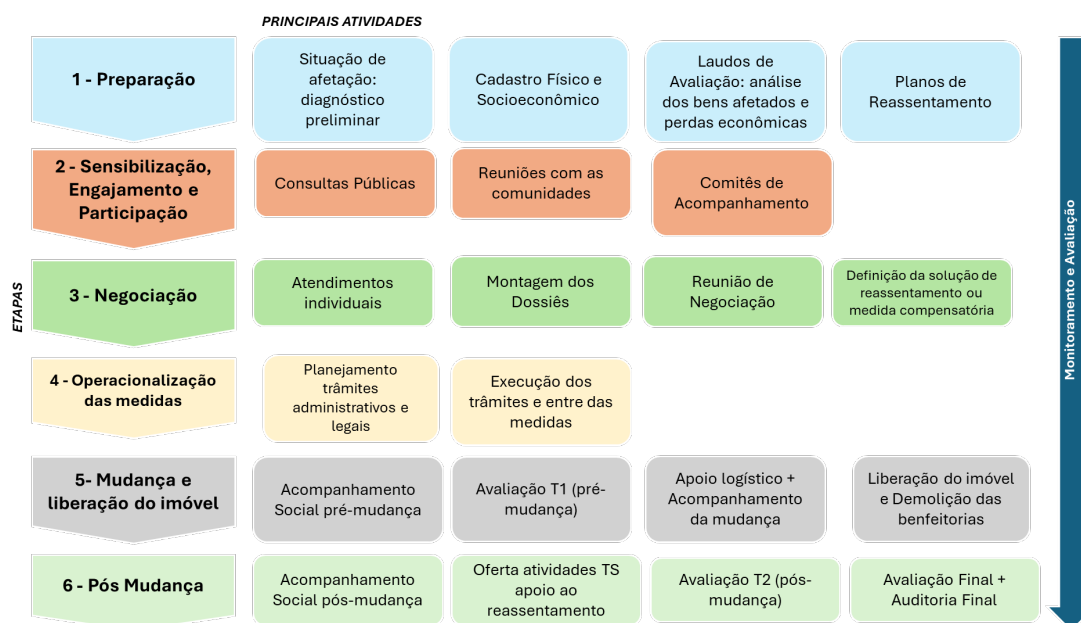 PRINCIPAIS ATIVIDADES
1 - Preparação
Situação de
afetação:
diagnóstico
preliminar
Cadastro Físico e
Socioeconômico
Laudos de
Avaliação: análise
dos bens afetados e
perdas econômicas
Planos de
Reassentamento
2 - Sensibilização,
Engajamento e
Participação
Consultas Públicas
Reuniões com as
comunidades
Comitês de
Acompanhamento
ETAPAS
3 - Negociação
Atendimentos
individuais
Montagem dos
Dossiês
Reunião de
Negociação
Definição da solução de
reassentamento ou
medida compensatória
4 - Operacionalização
das medidas
Planejamento
trâmites
administrativos e
legais
Execução dos
trâmites e entre das
medidas
5- Mudança e
liberação do imóvel
Acompanhamento
Social pré-mudança
Avaliação T1 (pré-
mudança)
Apoio logístico +
Acompanhamento
da mudança
Liberação do imóvel
e Demolição das
benfeitorias
6 - Pós Mudança
Acompanhamento
Social pós-mudança
Oferta atividades TS
apoio ao
reassentamento
Avaliação T2 (pós-
mudança)
Avaliação Final +
Auditoria Final
Monitoramento e Avaliação